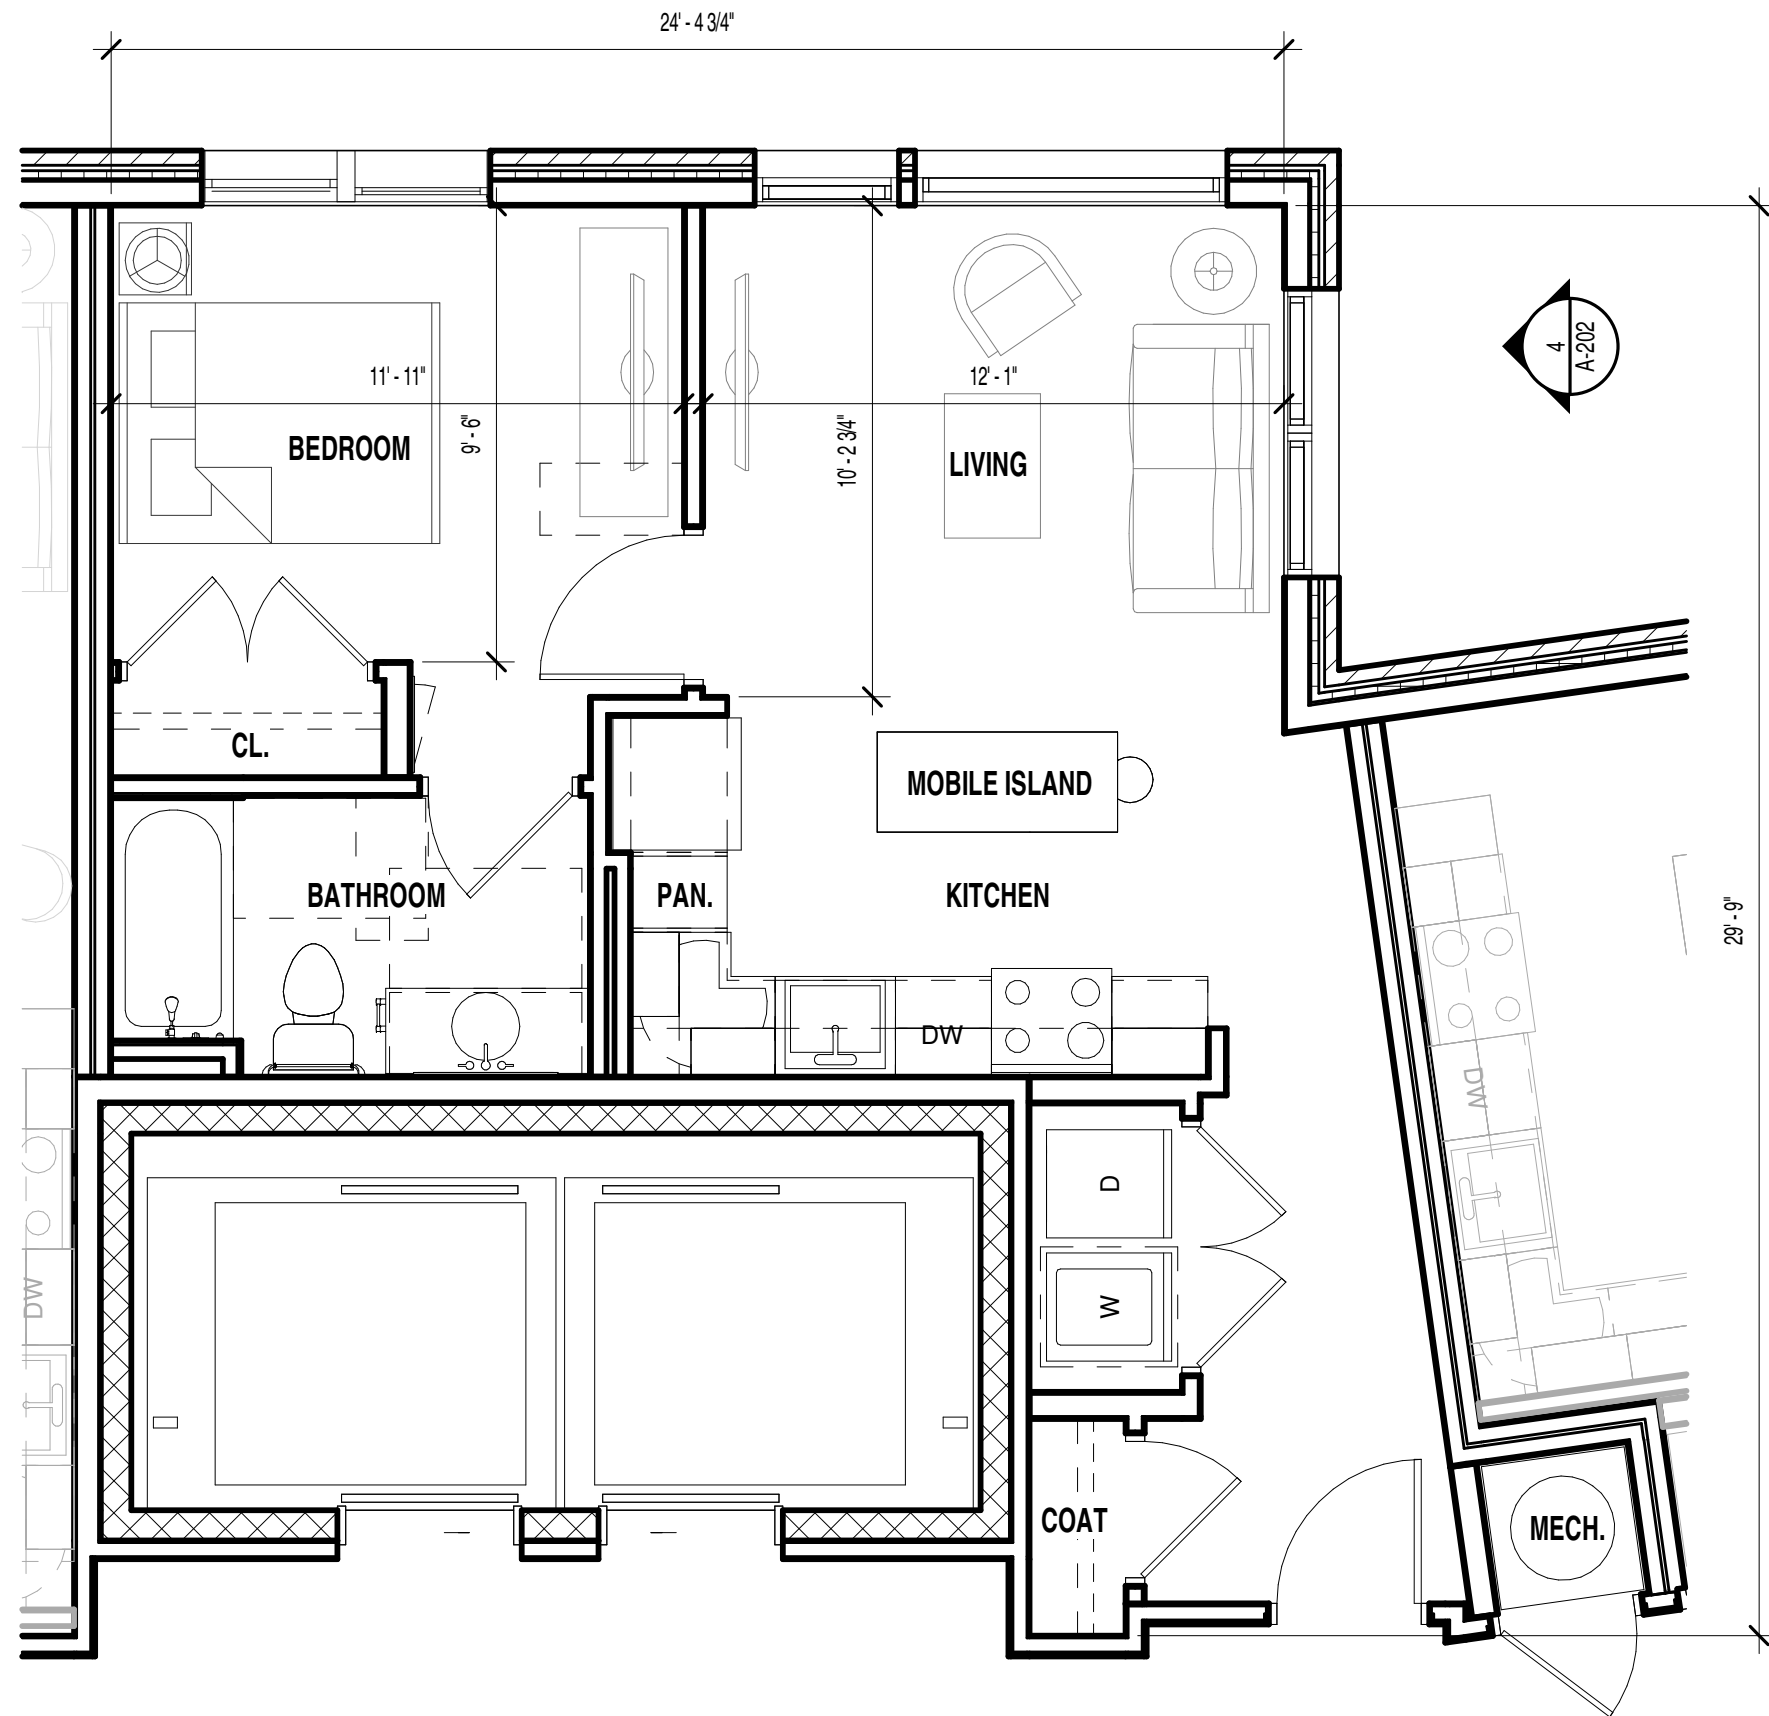 24' - 4 3/4"
4
A-202
11' - 11"
12' - 1"
9' - 6"
10' - 2 3/4"
BEDROOM
LIVING
CL.
MOBILE ISLAND
BATHROOM
PAN.
KITCHEN
29' - 9"
DW
DW
D
DW
W
COAT
MECH.